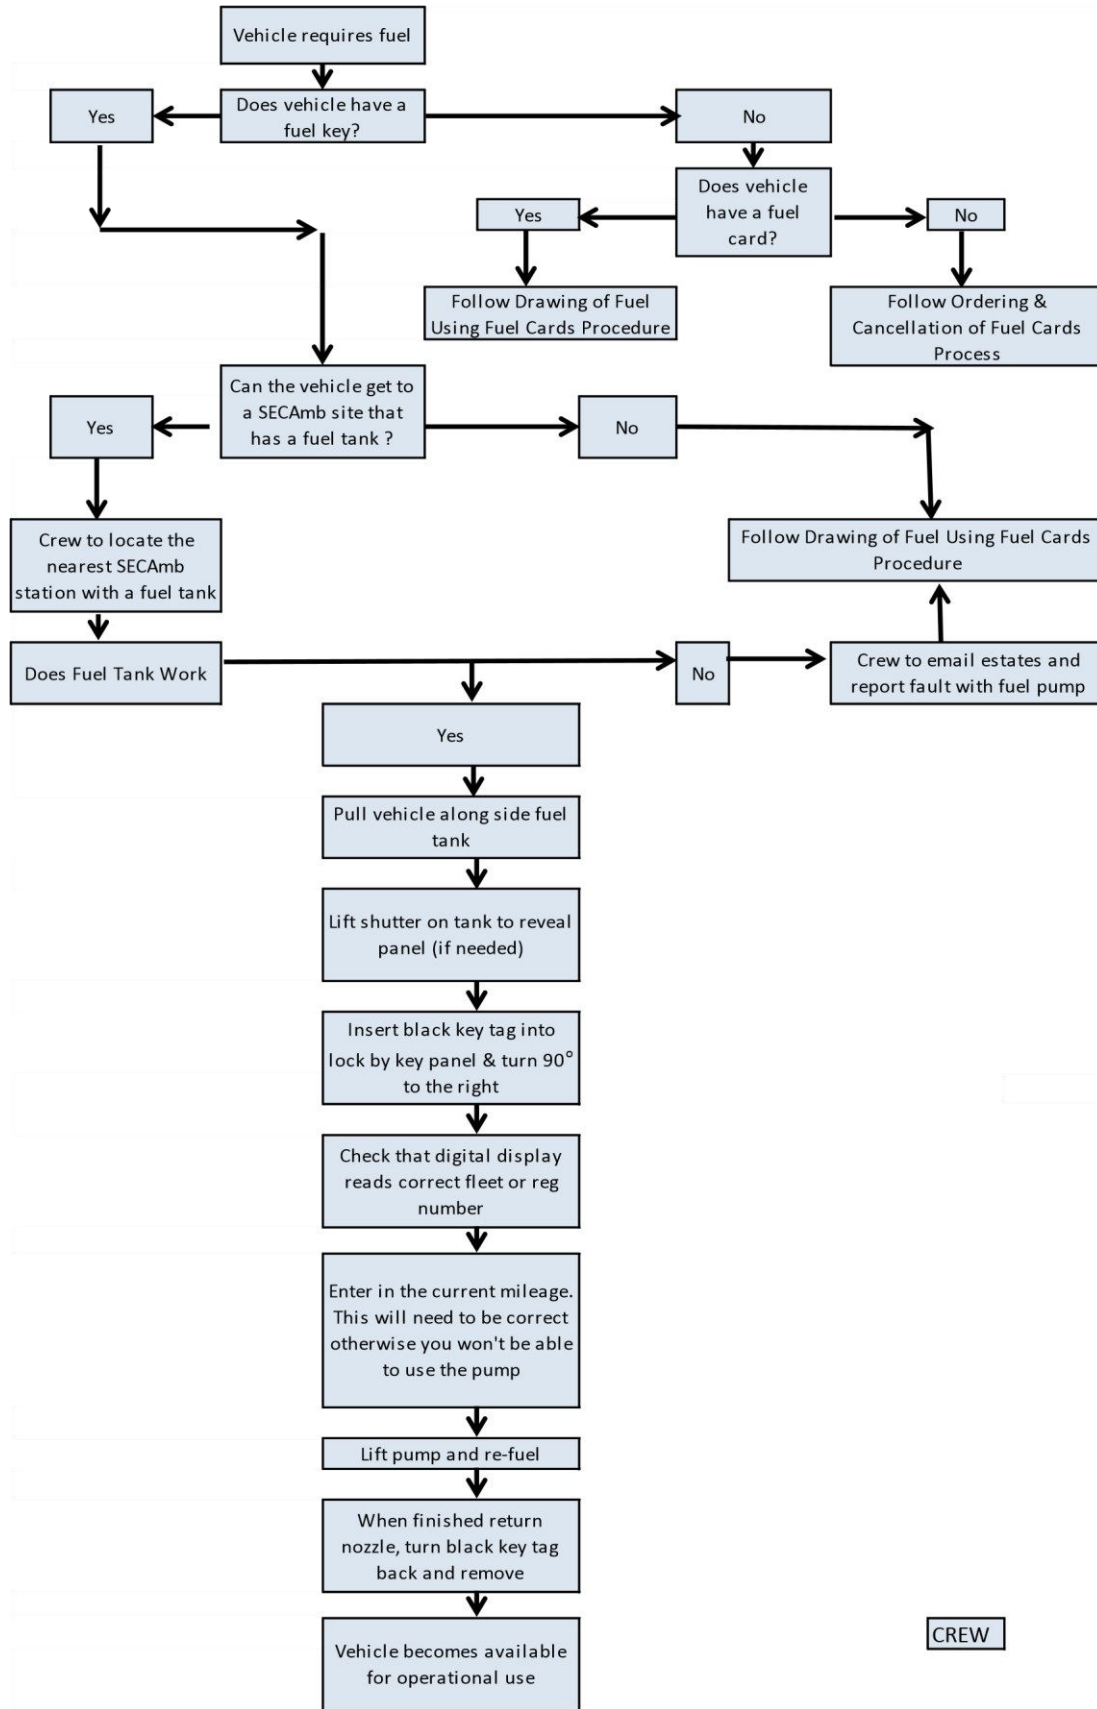 Vehicle requires fuel
Yes
Does vehicle have a
fuel key?
No
Does vehicle
have a fuel
card?
Yes
No
Follow Drawing of Fuel
Using Fuel Cards Procedure
Follow Ordering &
Cancellation of Fuel Cards
Process
Can the vehicle get to
a SECAmb site that
has a fuel tank ?
Yes
No
Crew to locate the
nearest SECAmb
station with a fuel tank
Follow Drawing of Fuel Using Fuel Cards
Procedure
Does Fuel Tank Work
No
Crew to email estates and
report fault with fuel pump
Yes
Pull vehicle along side fuel
tank
Lift shutter on tank to reveal
panel (if needed)
Insert black key tag into
lock by key panel & turn 90°
to the right
Check that digital display
reads correct fleet or reg
number
Enter in the current mileage.
This will need to be correct
otherwise you won't be able
to use the pump
Lift pump and re-fuel
When finished return
nozzle, turn black key tag
back and remove
Vehicle becomes available
for operational use
CREW